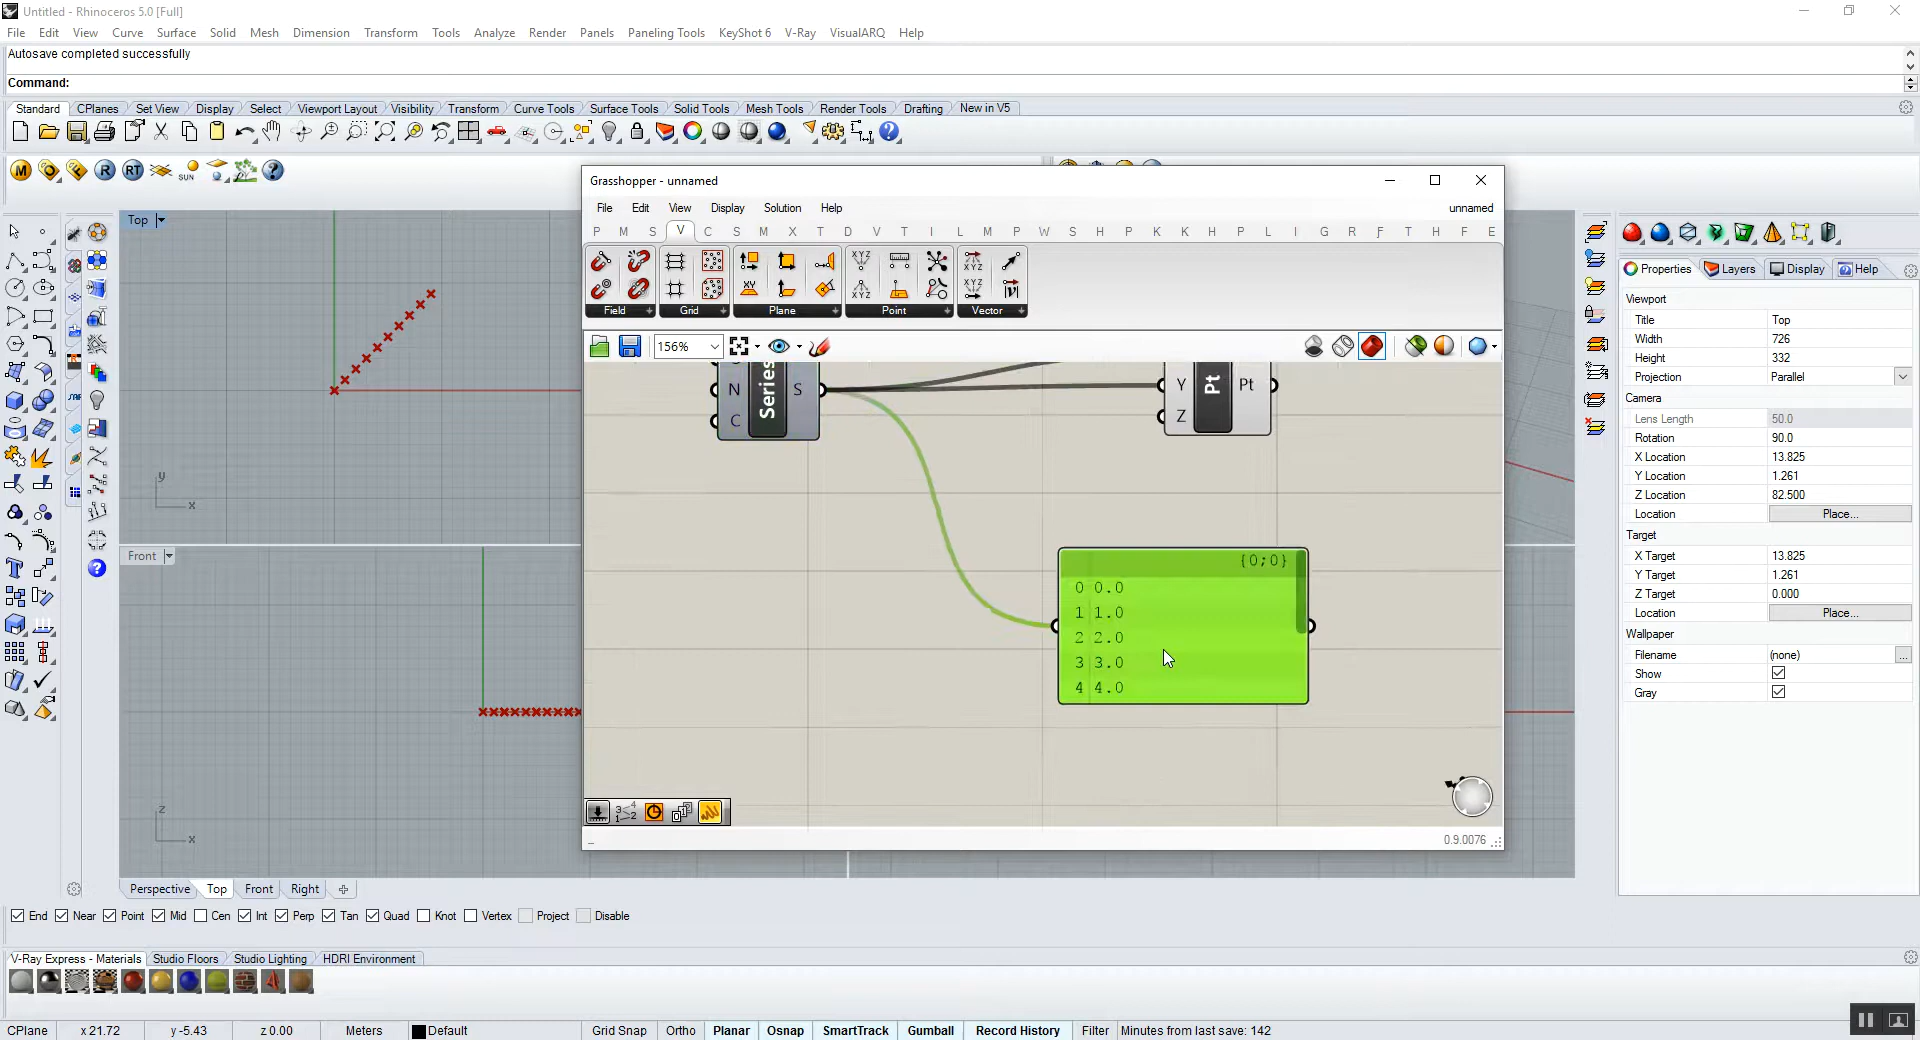 Untitled - Rhinoceros 5.0 [Full]
File Edit View Curve Surface Solid Mesh Dimension Transform Tools Analyze Render Panels Paneling Tools KeyShot 6 V-Ray VisualARQ Help
Autosave completed successfully
Command:
Standard CPlanes Set View Display Select Viewport Layout Visibility Transform Curve Tools Surface Tools Solid Tools Mesh Tools Render Tools Drafting New in V5
M R RT SUN
Grasshopper - unnamed
File Edit View Display Solution Help unnamed
P M S V C S M X T D V T I L M P W S H P K K H P L I G R F T H F E
XYZ XYZ
XY XYZ XYZ
Field Grid Plane Point Vector
156%
Series N S C
Y Pt Pt Z
{0;0}
0 0.0
1 1.0
2 2.0
3 3.0
4 4.0
0.9.0076
Top
y x
Front
z x
Perspective Top Front Right
Properties Layers Display Help
Viewport
Title Top
Width 726
Height 332
Projection Parallel
Camera
Lens Length 50.0
Rotation 90.0
X Location 13.825
Y Location 1.261
Z Location 82.500
Location Place...
Target
X Target 13.825
Y Target 1.261
Z Target 0.000
Location Place...
Wallpaper
Filename (none) ...
Show
Gray
End Near Point Mid Cen Int Perp Tan Quad Knot Vertex Project Disable
V-Ray Express - Materials Studio Floors Studio Lighting HDRI Environment
CPlane x 21.72 y -5.43 z 0.00 Meters Default Grid Snap Ortho Planar Osnap SmartTrack Gumball Record History Filter Minutes from last save: 142